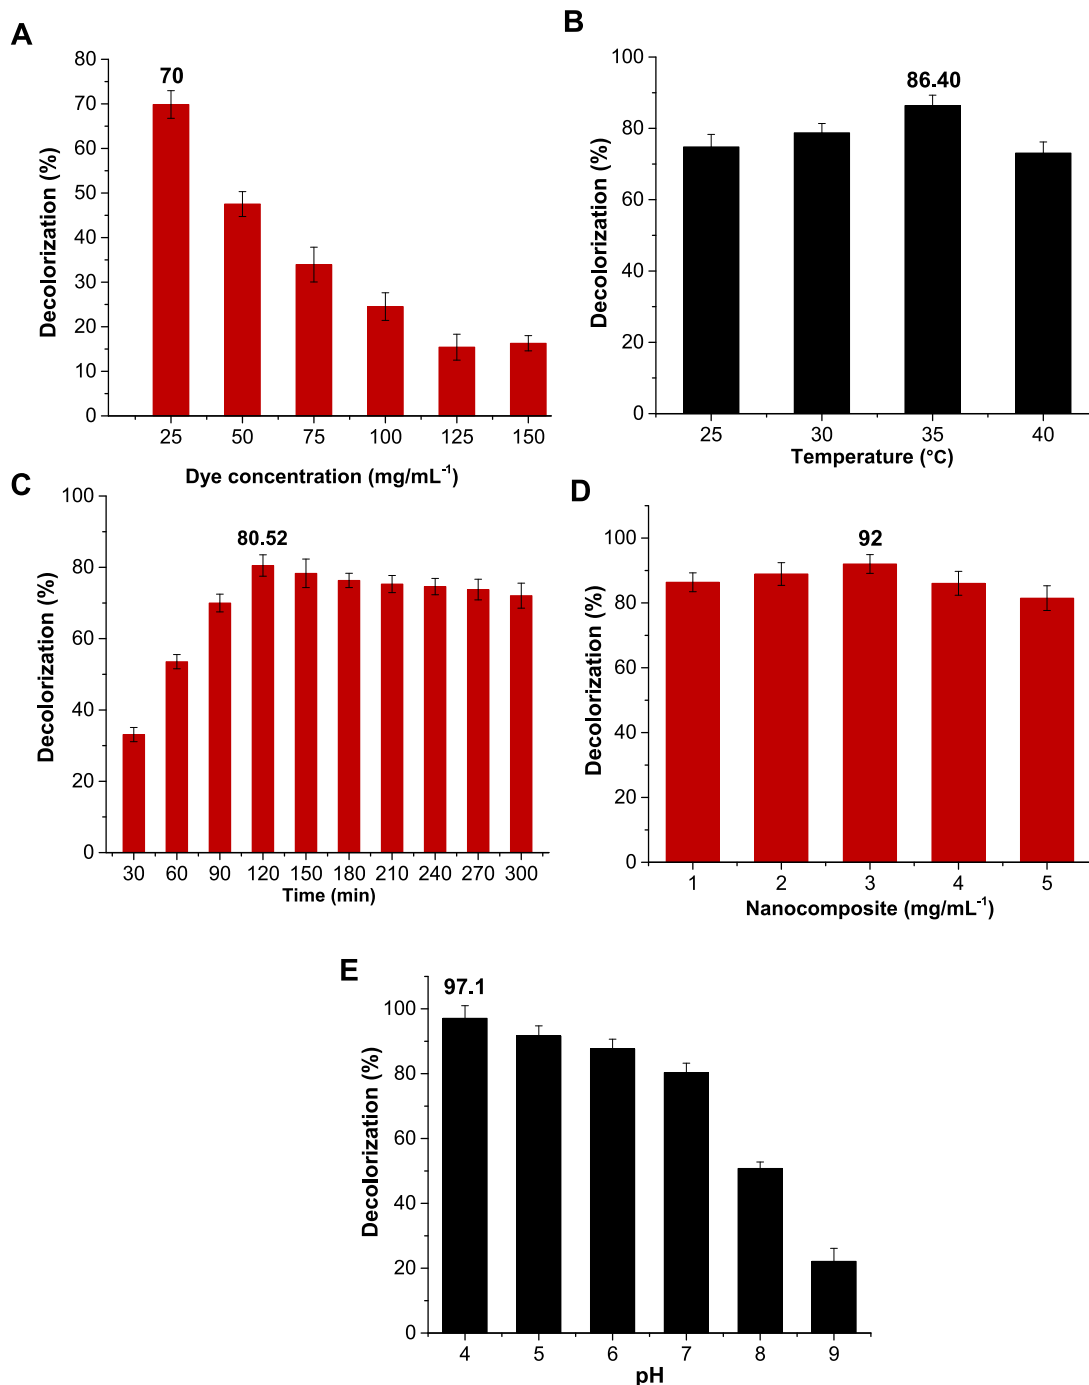 A
Decolorization (%)
80
70
60
50
40
30
20
10
0
70
25 50 75 100 125 150
Dye concentration (mg/mL⁻¹)
B
Decolorization (%)
100
80
60
40
20
0
86.40
25 30 35 40
Temperature (°C)
C
Decolorization (%)
100
80
60
40
20
0
80.52
30 60 90 120 150 180 210 240 270 300
Time (min)
D
Decolorization (%)
100
80
60
40
20
0
92
1 2 3 4 5
Nanocomposite (mg/mL⁻¹)
E
Decolorization (%)
100
80
60
40
20
0
97.1
4 5 6 7 8 9
pH